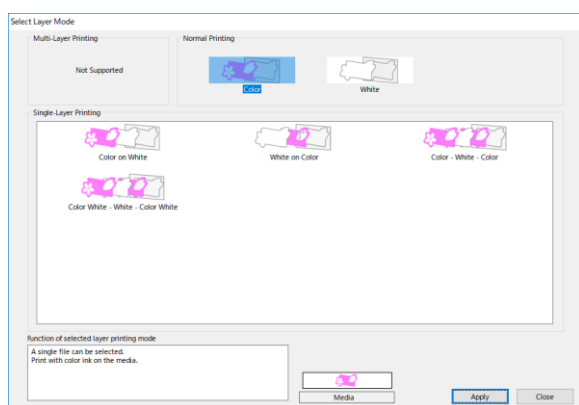 Select Layer Mode
Multi-Layer Printing
Not Supported
Normal Printing
Color
White
Single-Layer Printing
Color on White
White on Color
Color - White - Color
Color White - White - Color White
Function of selected layer printing mode
A single file can be selected.
Print with color ink on the media.
Media
Apply
Close